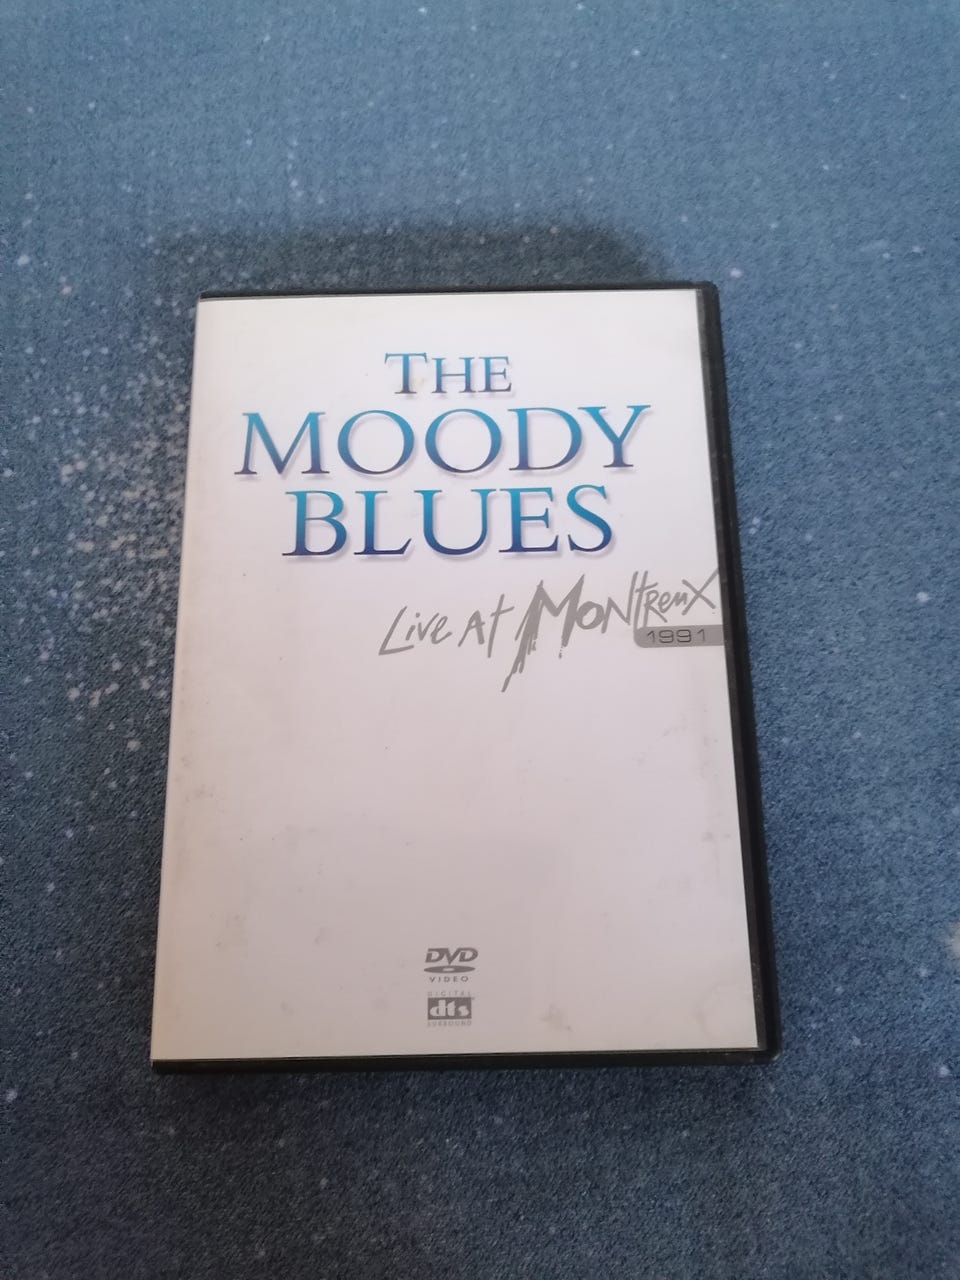 THE
MOODY
BLUES
Live At MONTREUX
1991
DVD
VIDEO
DIGITAL
dts
SURROUND